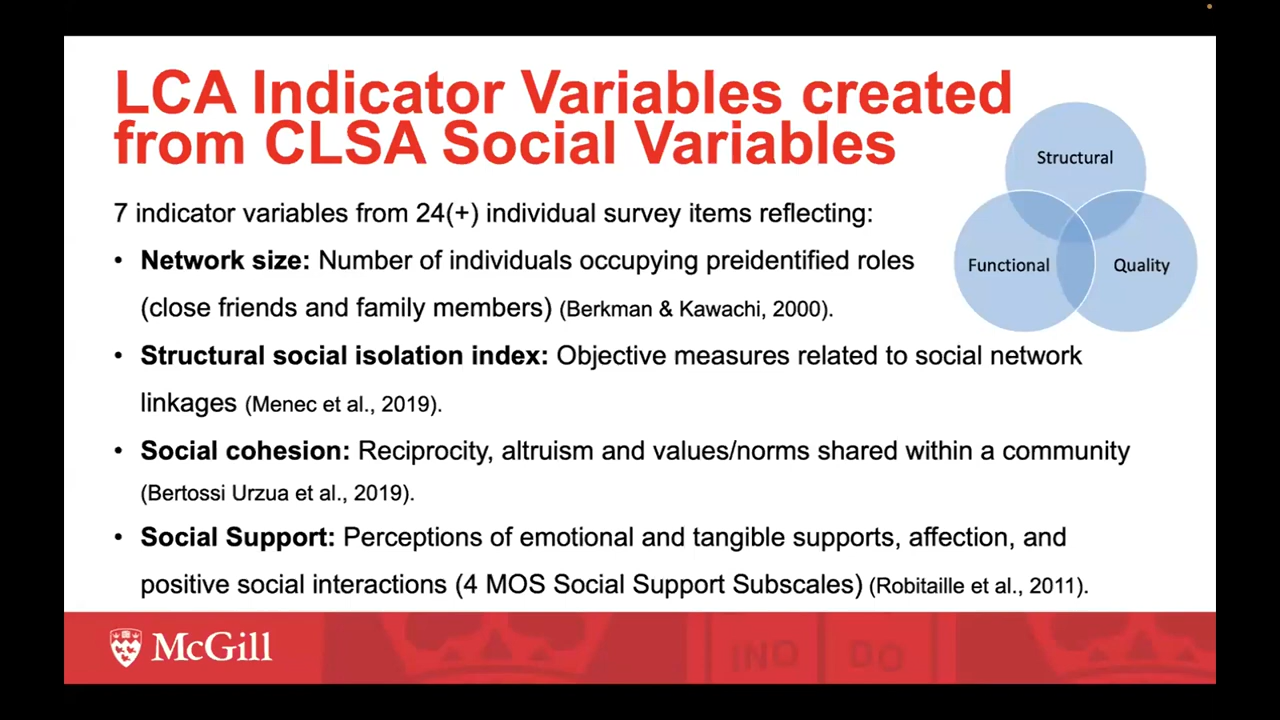 LCA Indicator Variables created
from CLSA Social Variables
Structural
Functional
Quality
7 indicator variables from 24(+) individual survey items reflecting:
• Network size: Number of individuals occupying preidentified roles
(close friends and family members) (Berkman & Kawachi, 2000).
• Structural social isolation index: Objective measures related to social network
linkages (Menec et al., 2019).
• Social cohesion: Reciprocity, altruism and values/norms shared within a community
(Bertossi Urzua et al., 2019).
• Social Support: Perceptions of emotional and tangible supports, affection, and
positive social interactions (4 MOS Social Support Subscales) (Robitaille et al., 2011).
McGill
INO DO